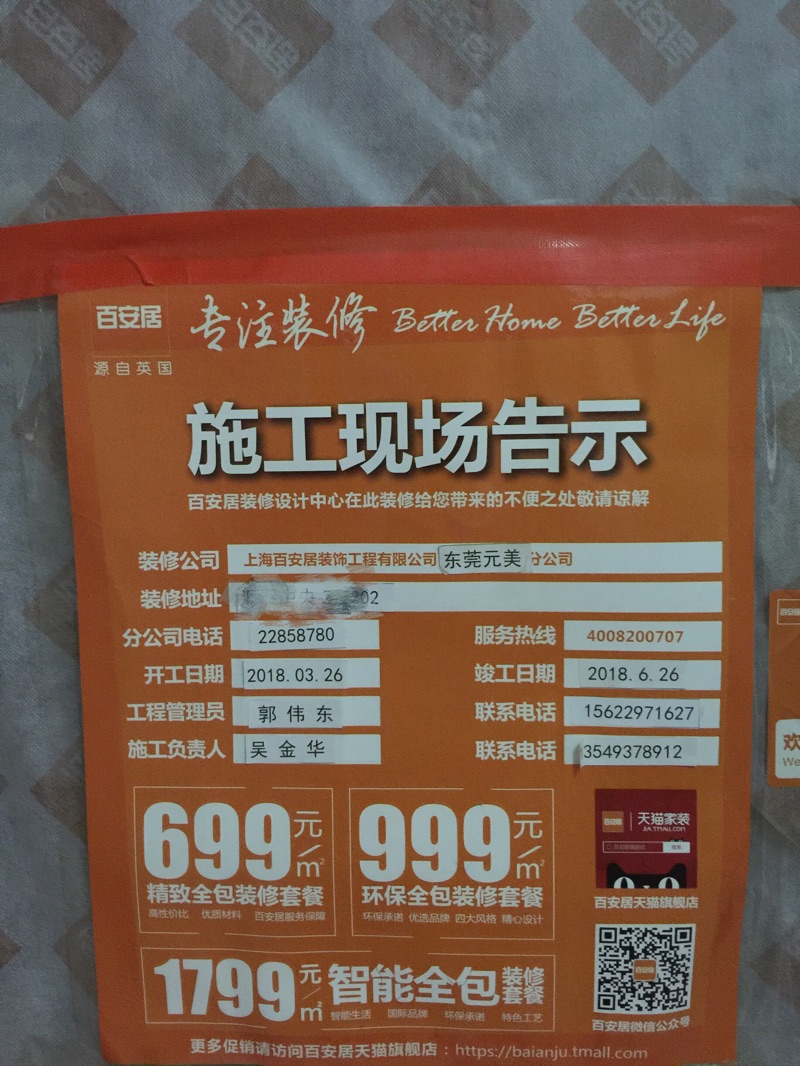 百安居
源自英国
专注装修 Better Home Better Life
施工现场告示
百安居装修设计中心在此装修给您带来的不便之处敬请谅解
装修公司 上海百安居装饰工程有限公司 东莞元美 分公司
装修地址 02
分公司电话 22858780 服务热线 4008200707
开工日期 2018.03.26 竣工日期 2018.6.26
工程管理员 郭伟东 联系电话 15622971627
施工负责人 吴金华 联系电话 3549378912
699元/㎡
精致全包装修套餐
高性价比 优质材料 百安居服务保障
999元/㎡
环保全包装修套餐
环保承诺 优选品牌 四大风格 精心设计
百安居 天猫家装
JIA.TMALL.COM
搜索
百安居天猫旗舰店
1799元/㎡ 智能全包装修套餐
智能生活 国际品牌 环保承诺 特色工艺
百安居
百安居微信公众号
更多促销请访问百安居天猫旗舰店：https://baianju.tmall.com
欢
We